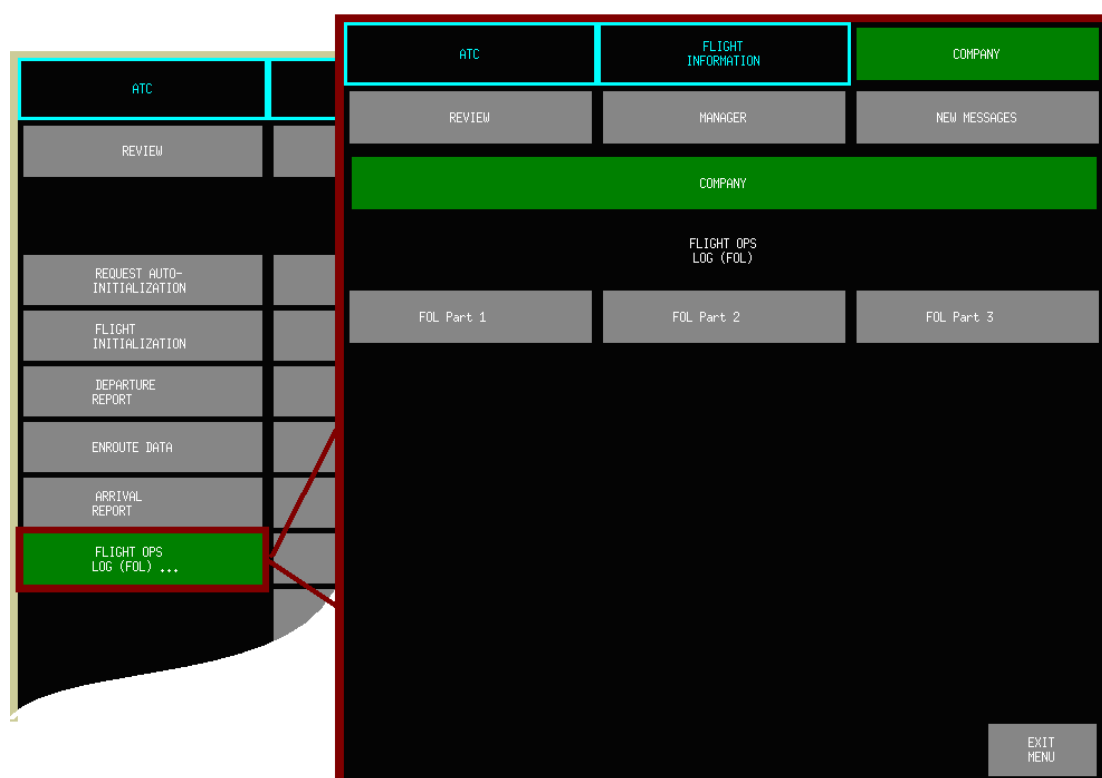 ATC
REVIEW
REQUEST AUTO-
INITIALIZATION
FLIGHT
INITIALIZATION
DEPARTURE
REPORT
ENROUTE DATA
ARRIVAL
REPORT
FLIGHT OPS
LOG (FOL) ...
ATC
FLIGHT
INFORMATION
COMPANY
REVIEW
MANAGER
NEW MESSAGES
COMPANY
FLIGHT OPS
LOG (FOL)
FOL Part 1
FOL Part 2
FOL Part 3
EXIT
MENU